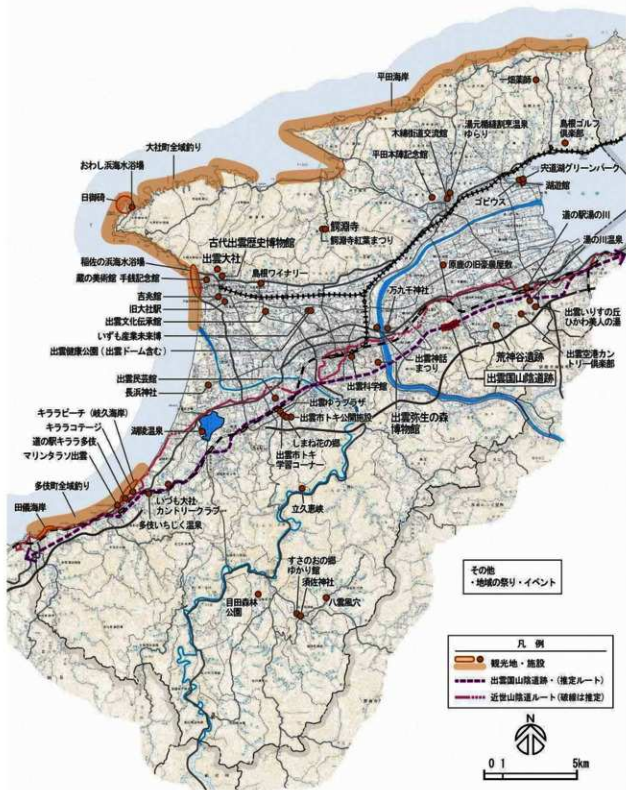 平田海岸
一畑薬師
湯元楯縫割烹温泉
ゆらり
木綿街道交流館
平田本陣記念館
島根ゴルフ
倶楽部
宍道湖グリーンパーク
湖遊館
ゴビウス
大社町全域釣り
おわし浜海水浴場
日御碕
鰐淵寺
鰐淵寺紅葉まつり
道の駅湯の川
湯の川温泉
古代出雲歴史博物館
出雲大社
稲佐の浜海水浴場
蔵の美術館 手銭記念館
島根ワイナリー
原鹿の旧豪農屋敷
吉兆館
旧大社駅
万九千神社
出雲文化伝承館
いずも産業未来博
出雲健康公園(出雲ドーム含む)
出雲いりすの丘
ひかわ美人の湯
出雲神話
まつり
荒神谷遺跡
出雲空港カン
トリー倶楽部
出雲国山陰道跡
出雲科学館
出雲民芸館
長浜神社
出雲ゆうプラザ
出雲市トキ公開施設
出雲弥生の森
博物館
キララビーチ(岐久海岸)
キララコテージ
道の駅キララ多伎
マリンタラソ出雲
湖陵温泉
しまね花の郷
出雲市トキ
学習コーナー
多伎町全域釣り
田儀海岸
いづも大社
カントリークラブ
多伎いちじく温泉
立久恵峡
すさのおの郷
ゆかり館
須佐神社
目田森林
公園
八雲風穴
その他
・地域の祭り・イベント
凡 例
観光地・施設
出雲国山陰道跡・(推定ルート)
近世山陰道ルート(破線は推定)
N
0 1 5km